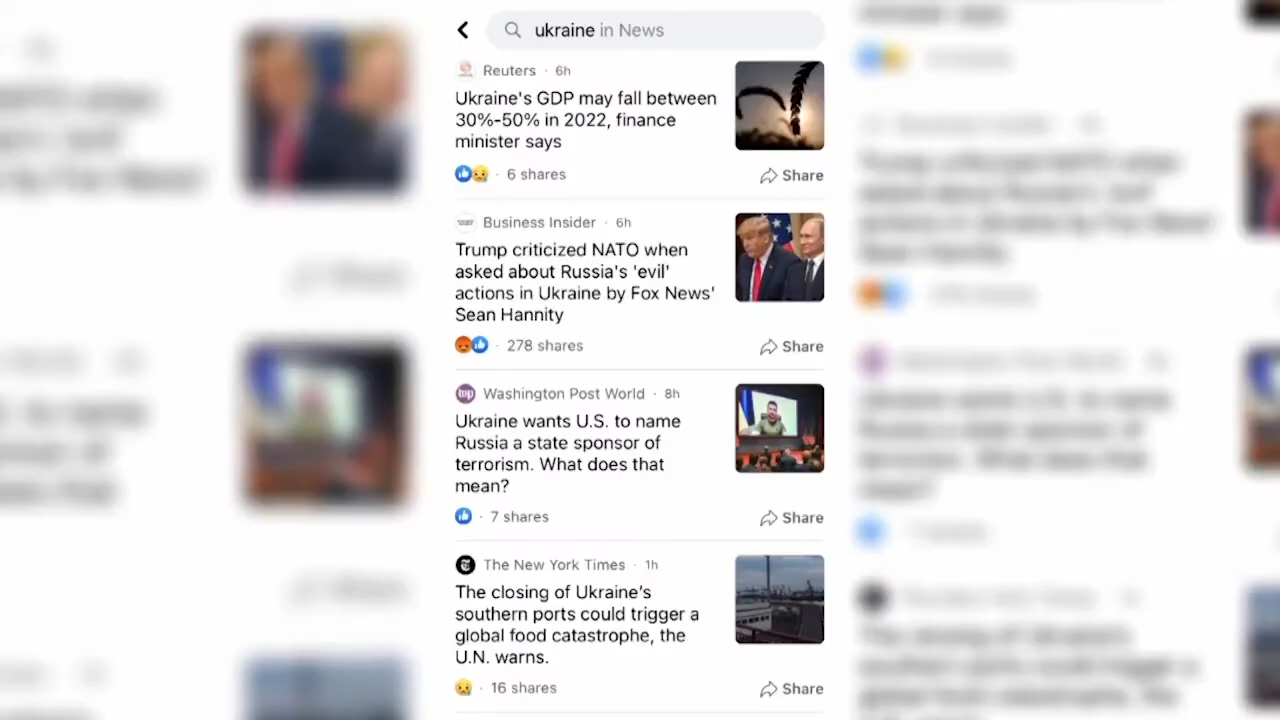 ukraine in News
Reuters · 6h
Ukraine's GDP may fall between
30%-50% in 2022, finance
minister says
· 6 shares
Share
Business Insider · 6h
Trump criticized NATO when
asked about Russia's 'evil'
actions in Ukraine by Fox News'
Sean Hannity
· 278 shares
Share
wp Washington Post World · 8h
Ukraine wants U.S. to name
Russia a state sponsor of
terrorism. What does that
mean?
· 7 shares
Share
The New York Times · 1h
The closing of Ukraine’s
southern ports could trigger a
global food catastrophe, the
U.N. warns.
· 16 shares
Share